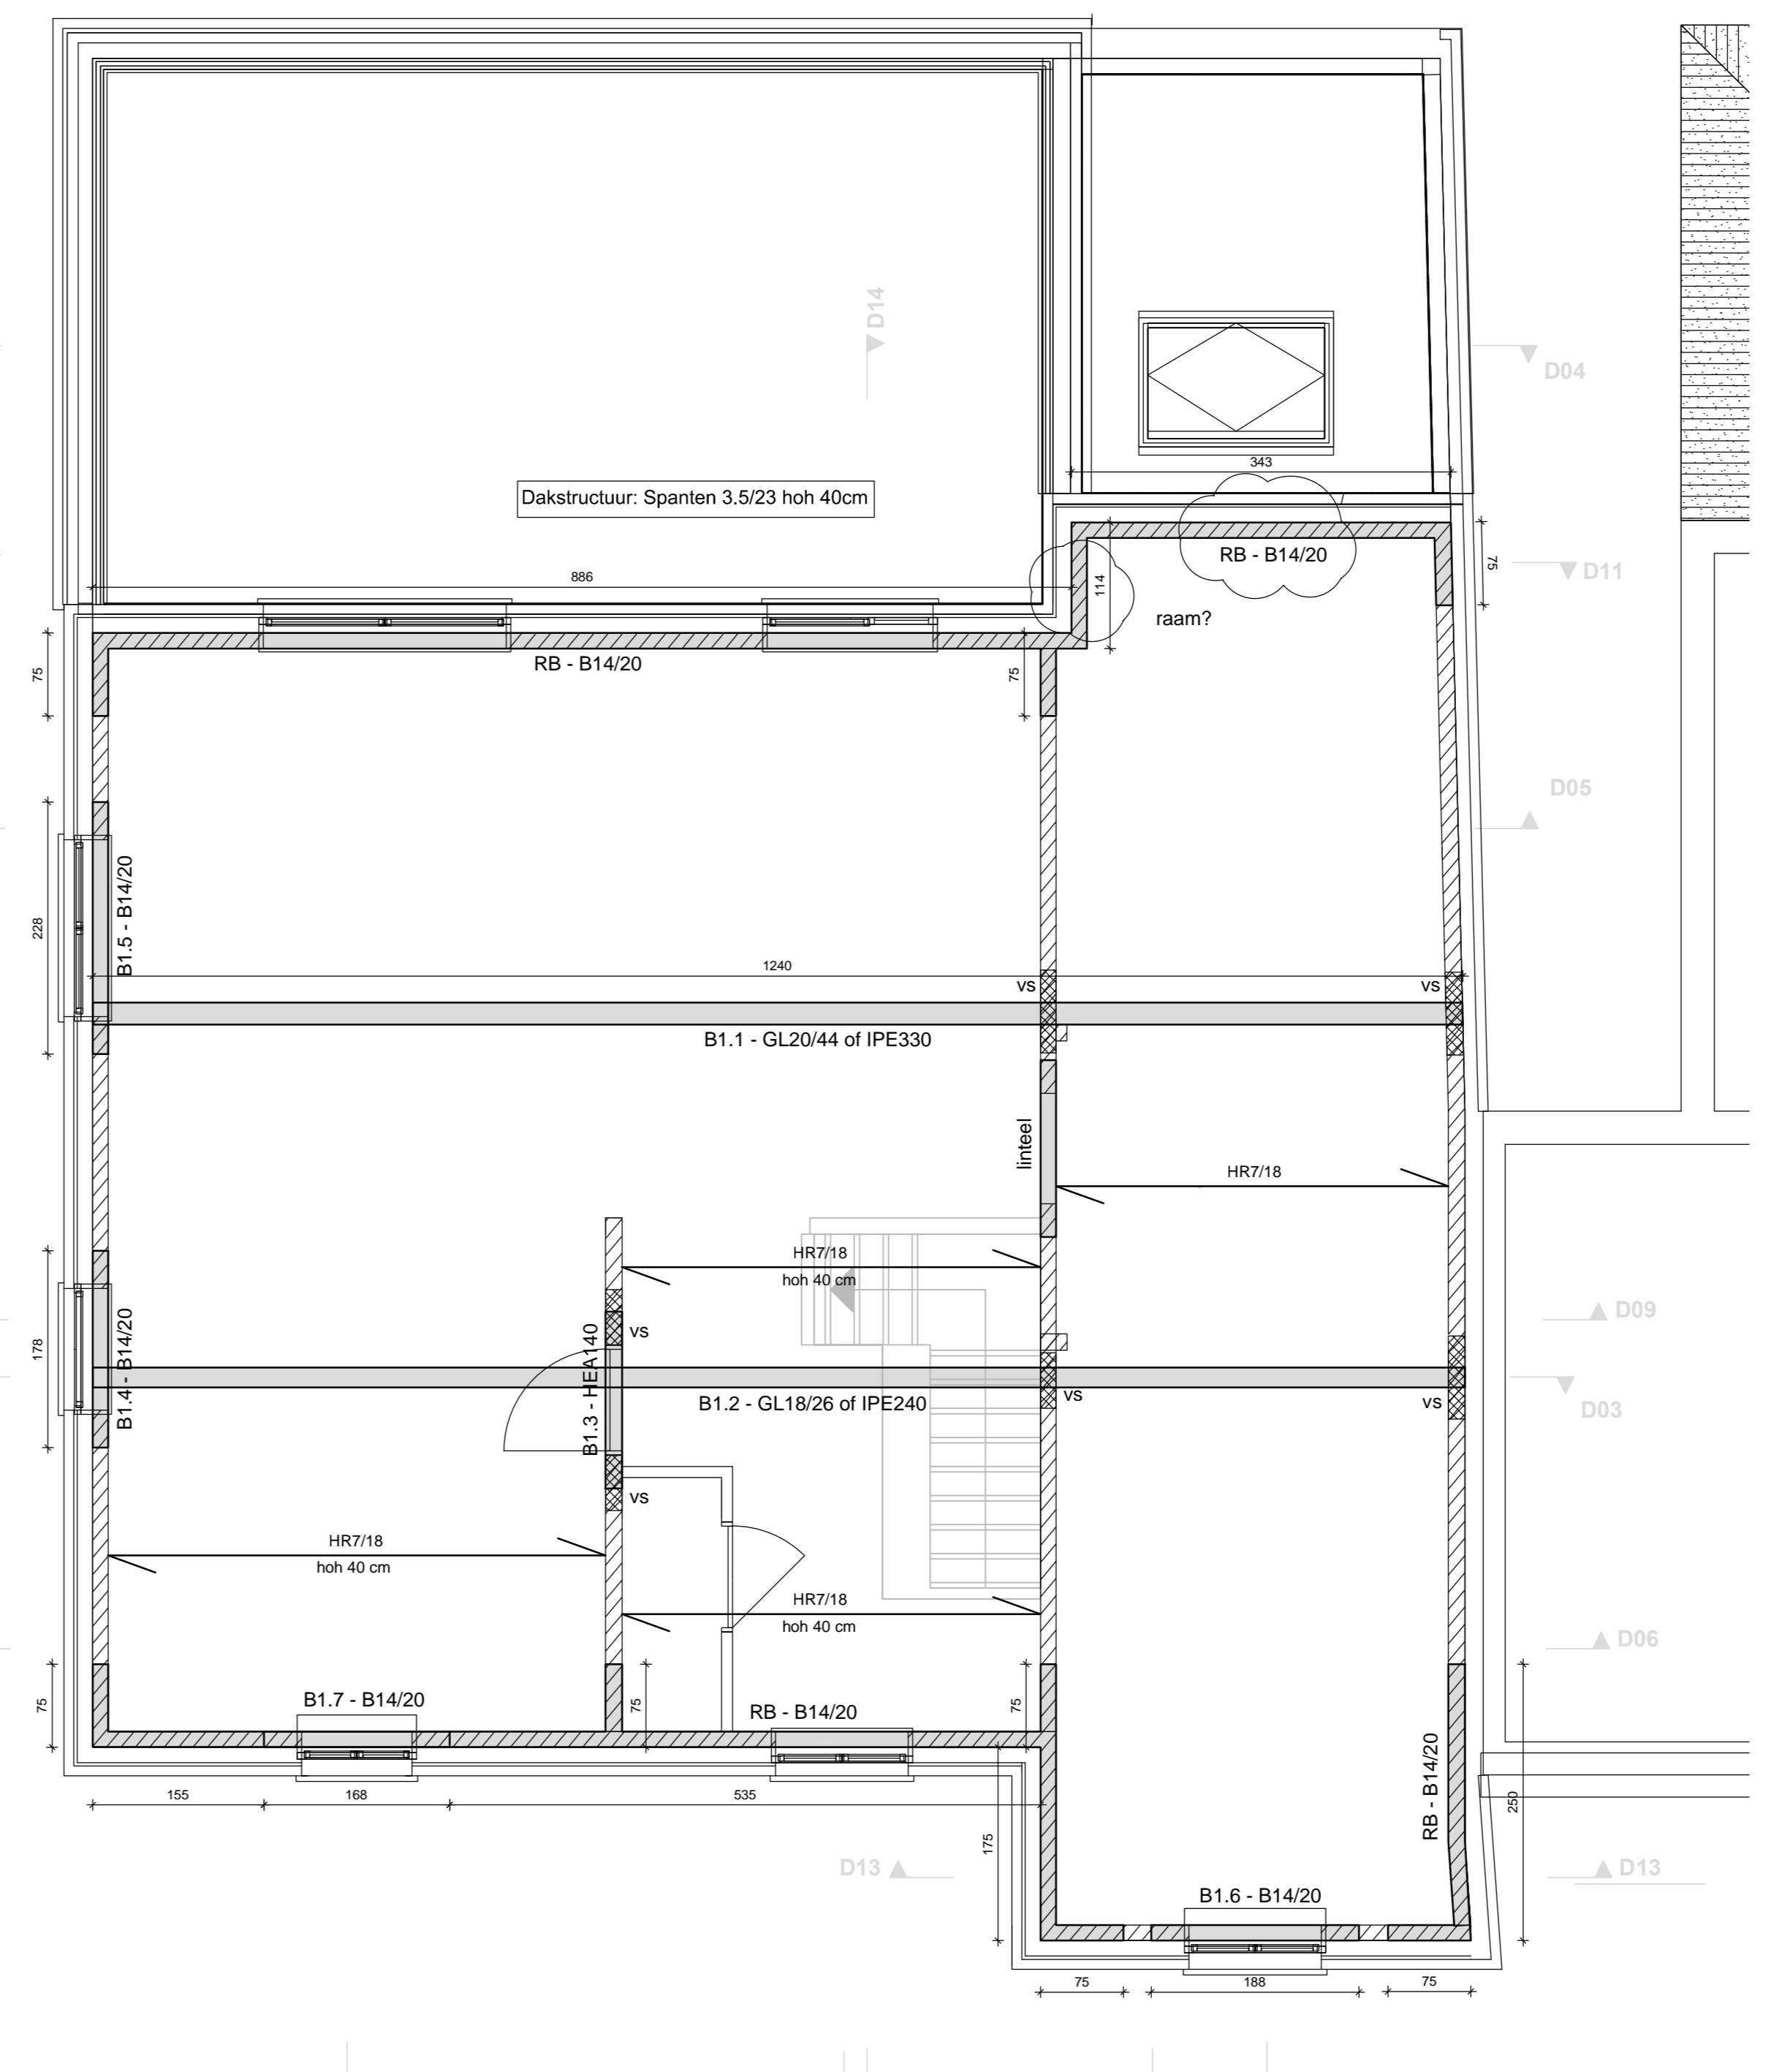 D14
D04
343
Dakstructuur: Spanten 3.5/23 hoh 40cm
RB - B14/20
75
D11
886
114
raam?
75
RB - B14/20
75
D05
B1.5 - B14/20
228
1240
vs
vs
B1.1 - GL20/44 of IPE330
linteel
HR7/18
HR7/18
hoh 40 cm
D09
B1.4 - B14/20
178
B1.3 - HEA140
vs
B1.2 - GL18/26 of IPE240
vs
vs
D03
vs
HR7/18
hoh 40 cm
HR7/18
hoh 40 cm
D06
75
B1.7 - B14/20
75
RB - B14/20
75
RB - B14/20
250
155
168
535
175
D13
D13
B1.6 - B14/20
75
188
75